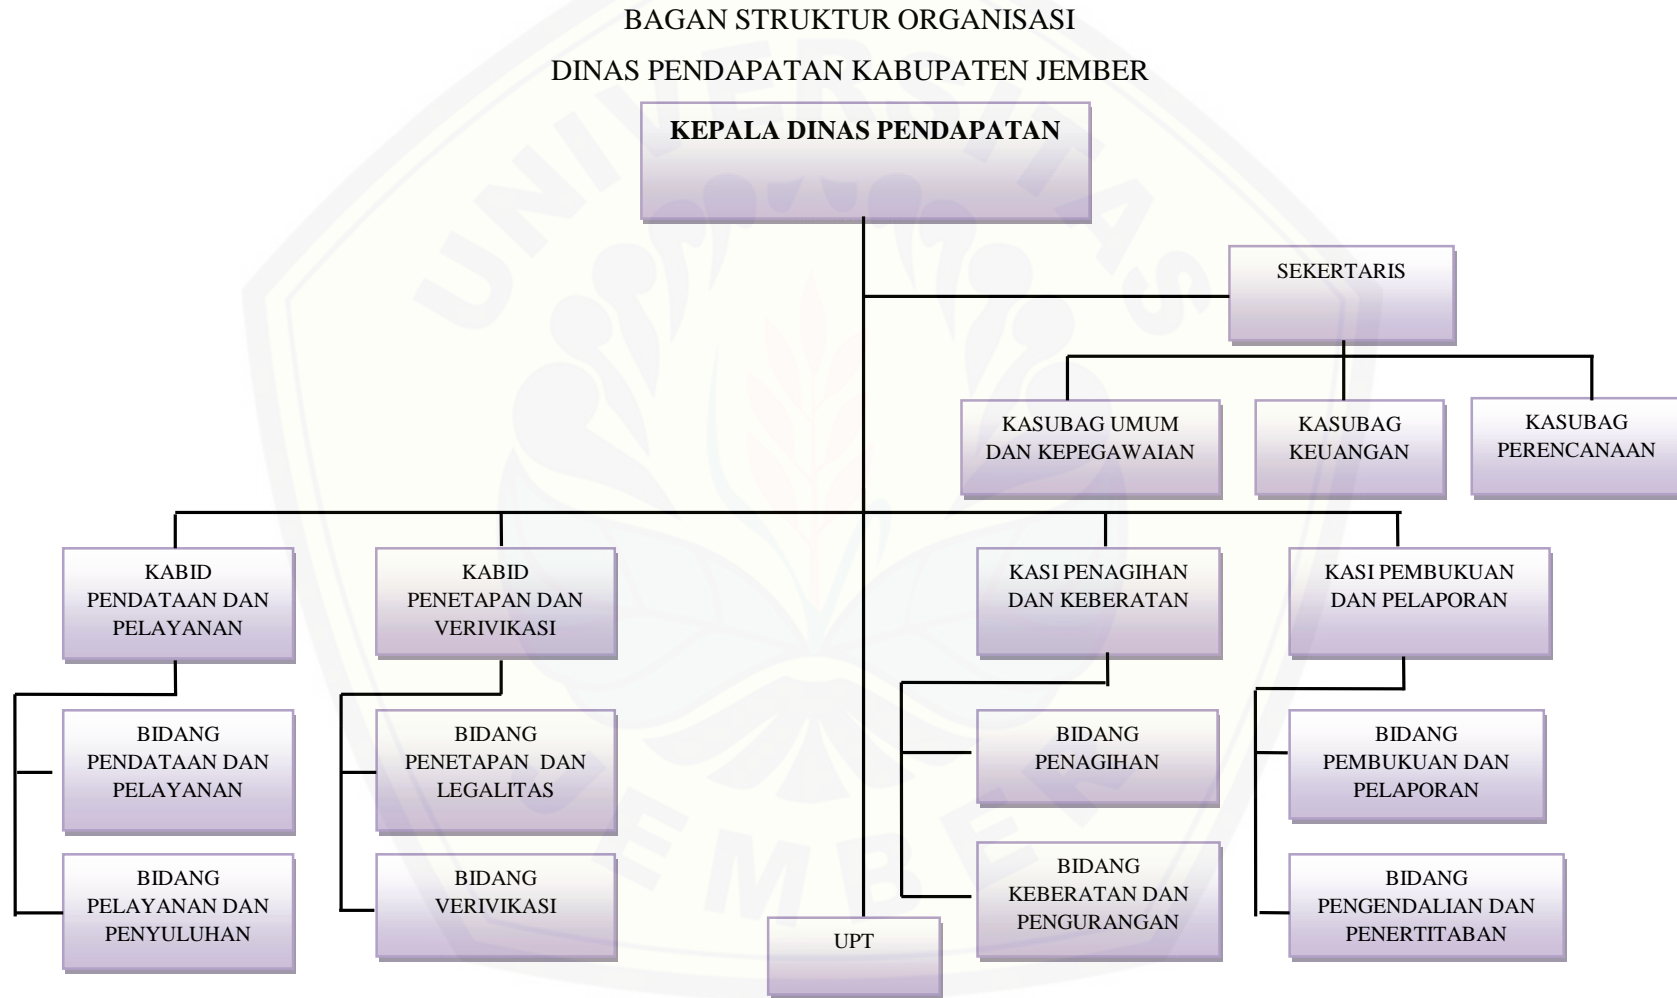 BAGAN STRUKTUR ORGANISASI
DINAS PENDAPATAN KABUPATEN JEMBER
KEPALA DINAS PENDAPATAN
SEKERTARIS
KASUBAG UMUM
DAN KEPEGAWAIAN
KASUBAG
KEUANGAN
KASUBAG
PERENCANAAN
KABID
PENDATAAN DAN
PELAYANAN
KABID
PENETAPAN DAN
VERIVIKASI
KASI PENAGIHAN
DAN KEBERATAN
KASI PEMBUKUAN
DAN PELAPORAN
BIDANG
PENDATAAN DAN
PELAYANAN
BIDANG
PENETAPAN DAN
LEGALITAS
BIDANG
PENAGIHAN
BIDANG
PEMBUKUAN DAN
PELAPORAN
BIDANG
PELAYANAN DAN
PENYULUHAN
BIDANG
VERIVIKASI
BIDANG
KEBERATAN DAN
PENGURANGAN
BIDANG
PENGENDALIAN DAN
PENERTITABAN
UPT
UNIVERSITAS
JEMBER